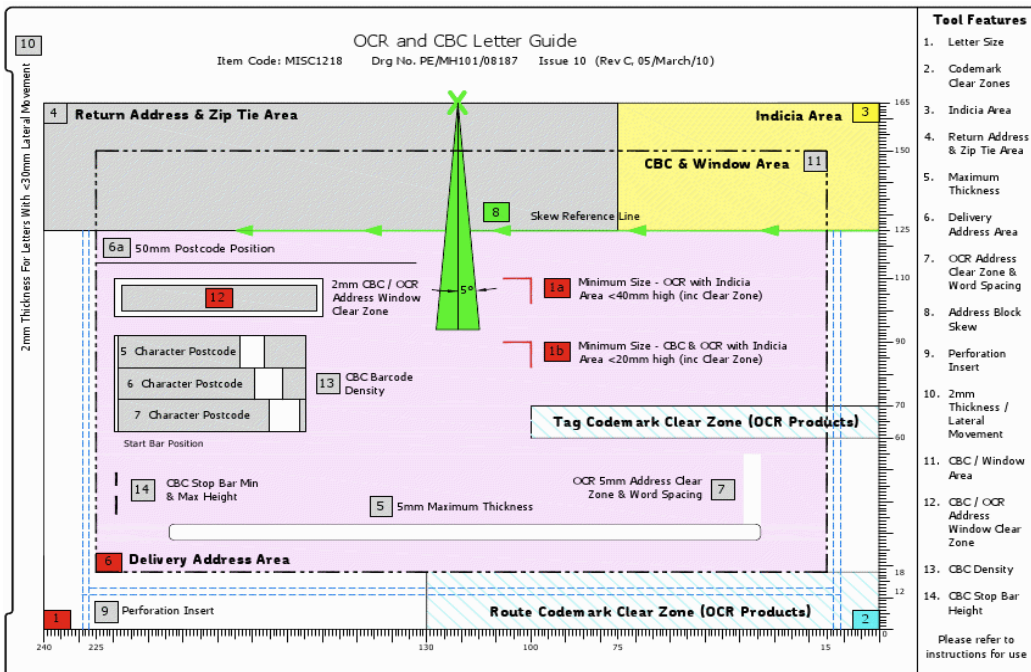 OCR and CBC Letter Guide
Item Code: MISC1218 Drg No. PE/MH101/08187 Issue 10 (Rev C, 05/March/10)
10
2mm Thickness For Letters With <30mm Lateral Movement
4 Return Address & Zip Tie Area
Indicia Area 3
CBC & Window Area 11
8 Skew Reference Line
6a 50mm Postcode Position
12
2mm CBC / OCR
Address Window
Clear Zone
5°
1a Minimum Size - OCR with Indicia
Area <40mm high (inc Clear Zone)
1b Minimum Size - CBC & OCR with Indicia
Area <20mm high (inc Clear Zone)
5 Character Postcode
6 Character Postcode
7 Character Postcode
Start Bar Position
13 CBC Barcode
Density
Tag Codemark Clear Zone (OCR Products)
14 CBC Stop Bar Min
& Max Height
OCR 5mm Address Clear
Zone & Word Spacing 7
5 5mm Maximum Thickness
6 Delivery Address Area
9 Perforation Insert
Route Codemark Clear Zone (OCR Products)
1
2
165
150
125
110
90
70
60
18
12
0
240 225 130 100 75 15 0
Tool Features
1. Letter Size
2. Codemark
Clear Zones
3. Indicia Area
4. Return Address
& Zip Tie Area
5. Maximum
Thickness
6. Delivery
Address Area
7. OCR Address
Clear Zone &
Word Spacing
8. Address Block
Skew
9. Perforation
Insert
10. 2mm
Thickness /
Lateral
Movement
11. CBC / Window
Area
12. CBC / OCR
Address
Window Clear
Zone
13. CBC Density
14. CBC Stop Bar
Height
Please refer to
instructions for use